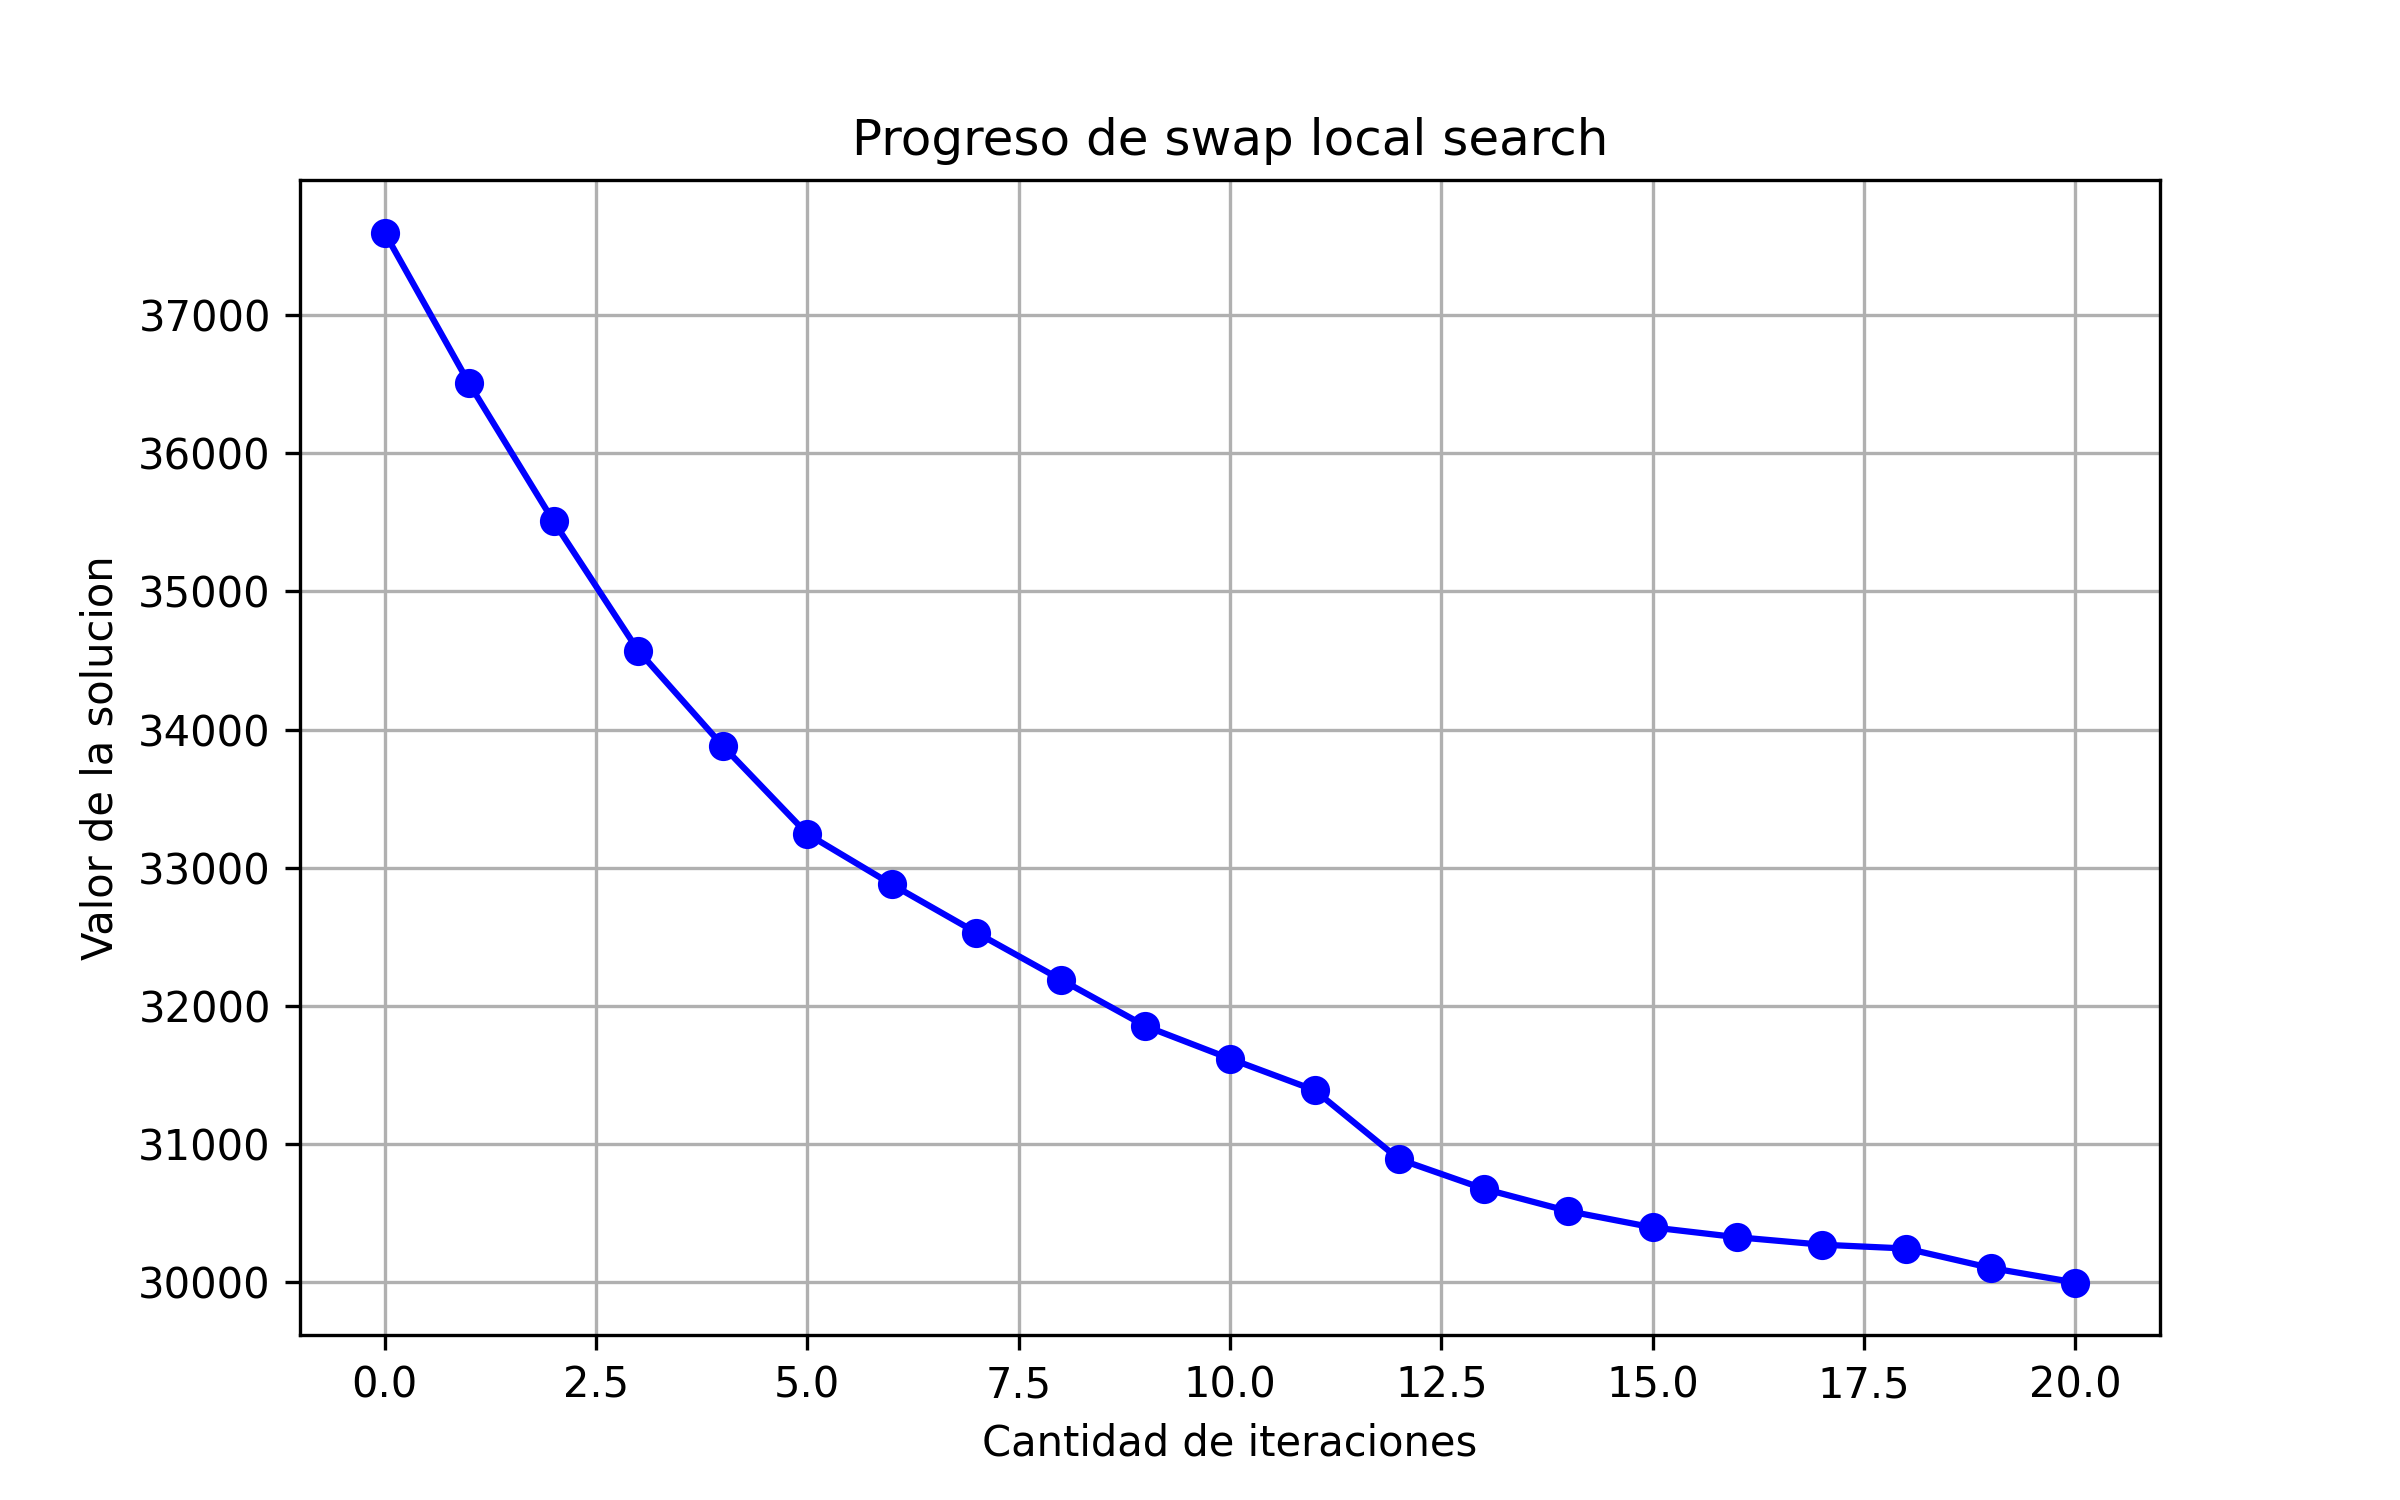 Progreso de swap local search
Valor de la solucion
37000
36000
35000
34000
33000
32000
31000
30000
0.0 2.5 5.0 7.5 10.0 12.5 15.0 17.5 20.0
Cantidad de iteraciones